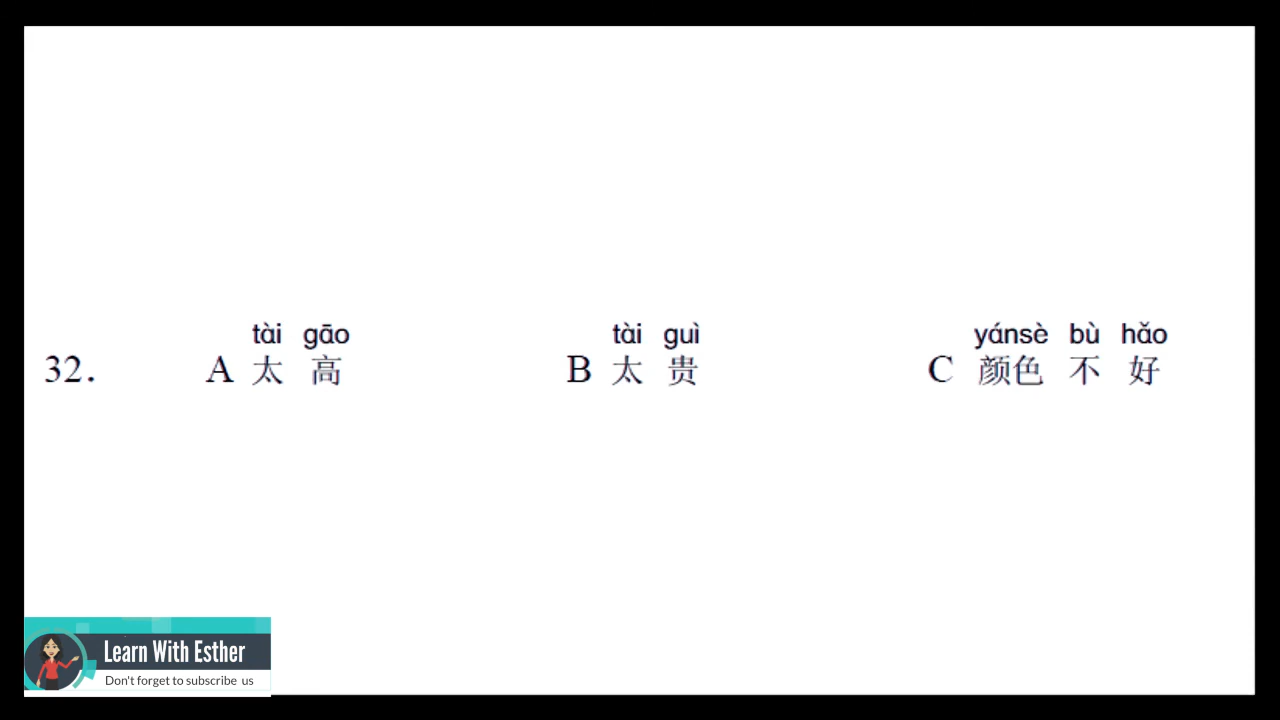 tài gāo tài guì yánsè bù hǎo
32. A 太 高 B 太 贵 C 颜色 不 好
Learn With Esther
Don't forget to subscribe us